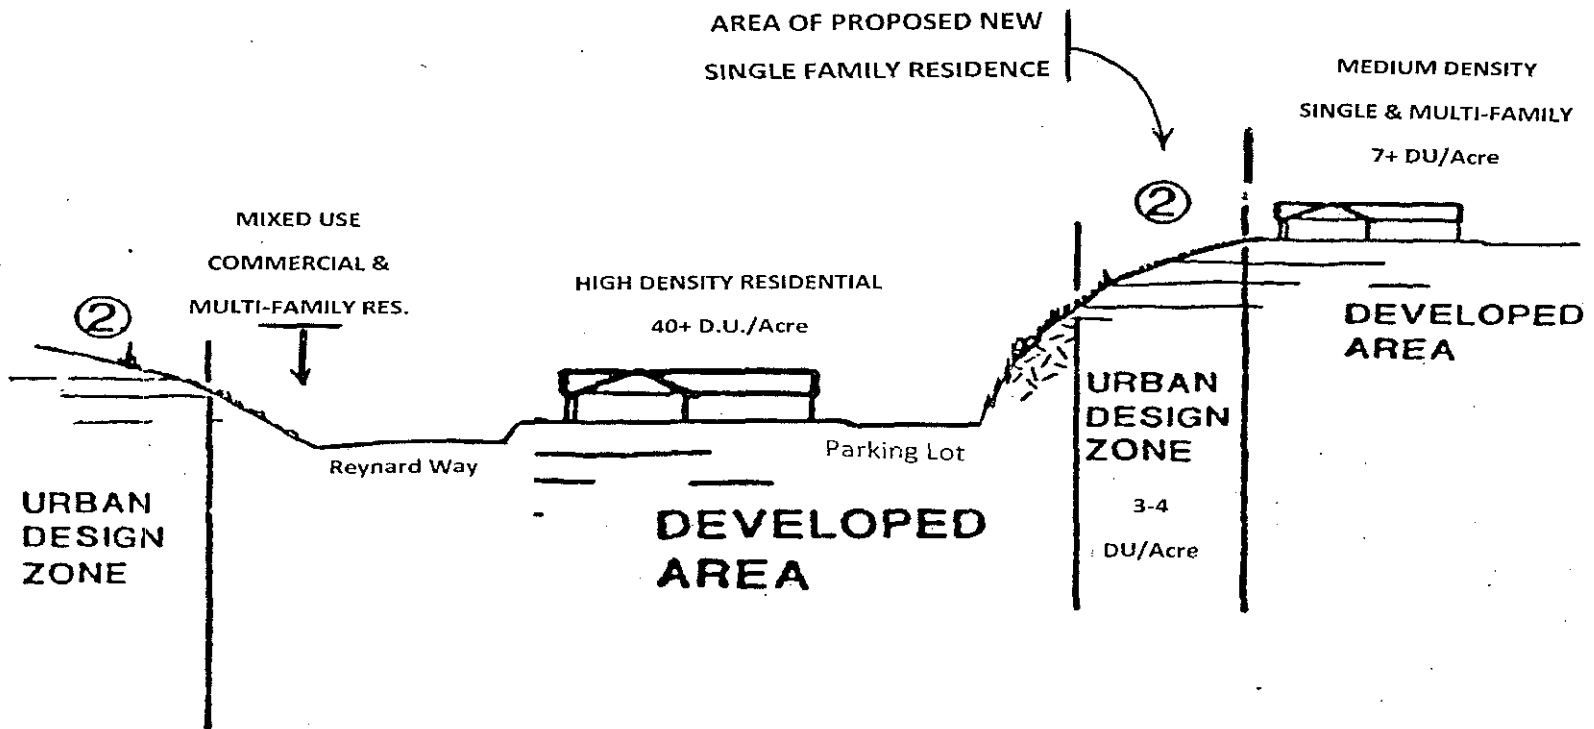 AREA OF PROPOSED NEW
SINGLE FAMILY RESIDENCE
MEDIUM DENSITY
SINGLE & MULTI-FAMILY
7+ DU/Acre
②
②
MIXED USE
COMMERCIAL &
MULTI-FAMILY RES.
HIGH DENSITY RESIDENTIAL
40+ D.U./Acre
DEVELOPED
AREA
URBAN
DESIGN
ZONE
3-4
DU/Acre
Reynard Way
Parking Lot
URBAN
DESIGN
ZONE
DEVELOPED
AREA